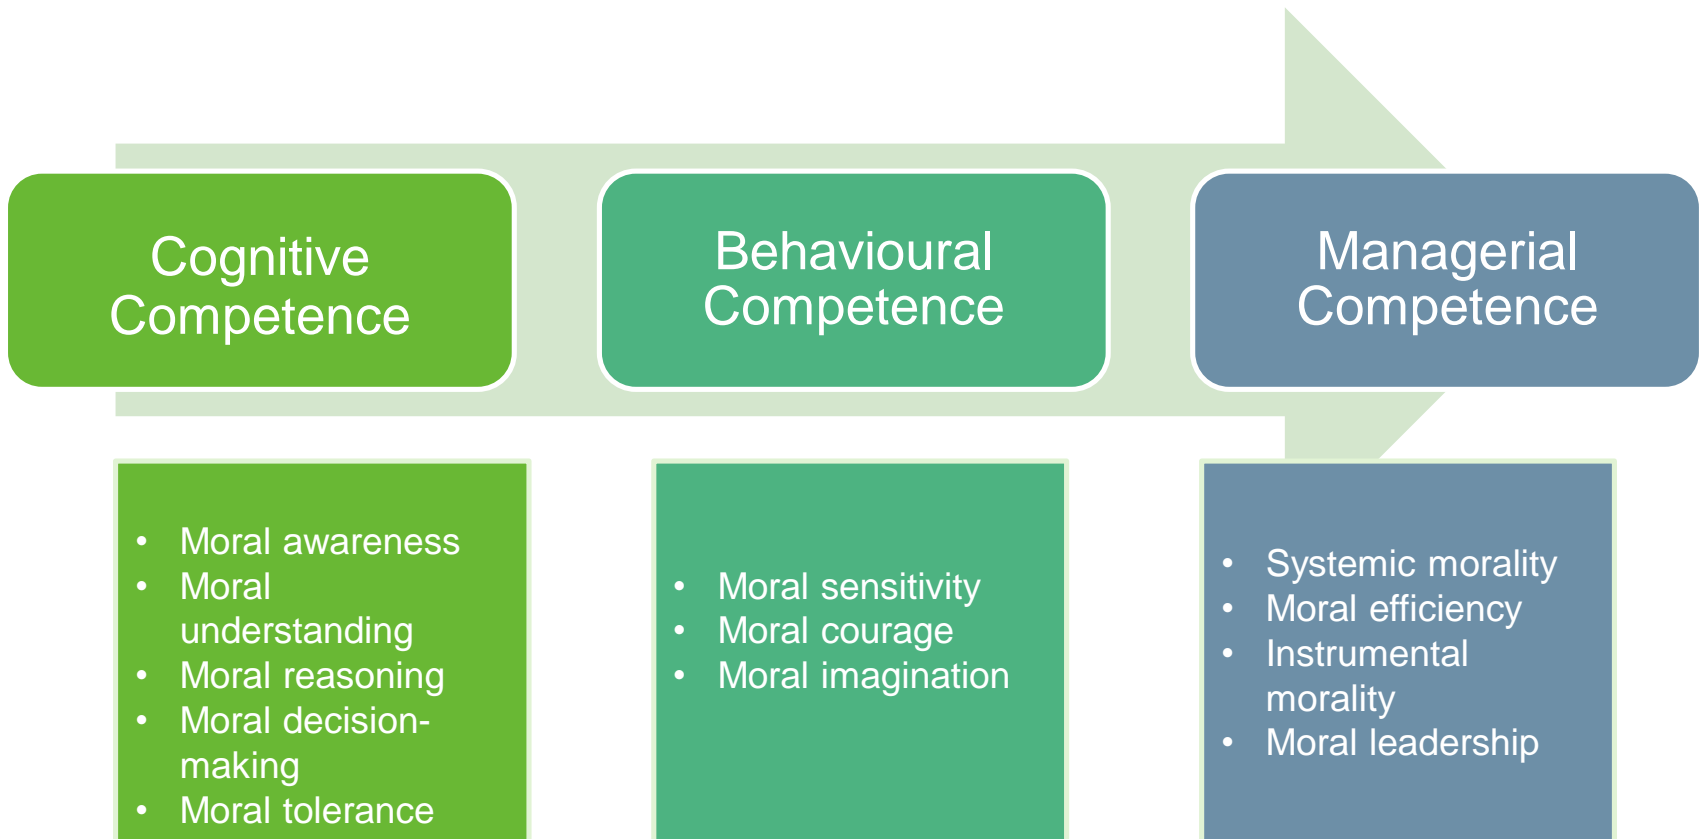 Cognitive
Competence
Behavioural
Competence
Managerial
Competence
• Moral awareness
• Moral
understanding
• Moral reasoning
• Moral decision-
making
• Moral tolerance
• Moral sensitivity
• Moral courage
• Moral imagination
• Systemic morality
• Moral efficiency
• Instrumental
morality
• Moral leadership